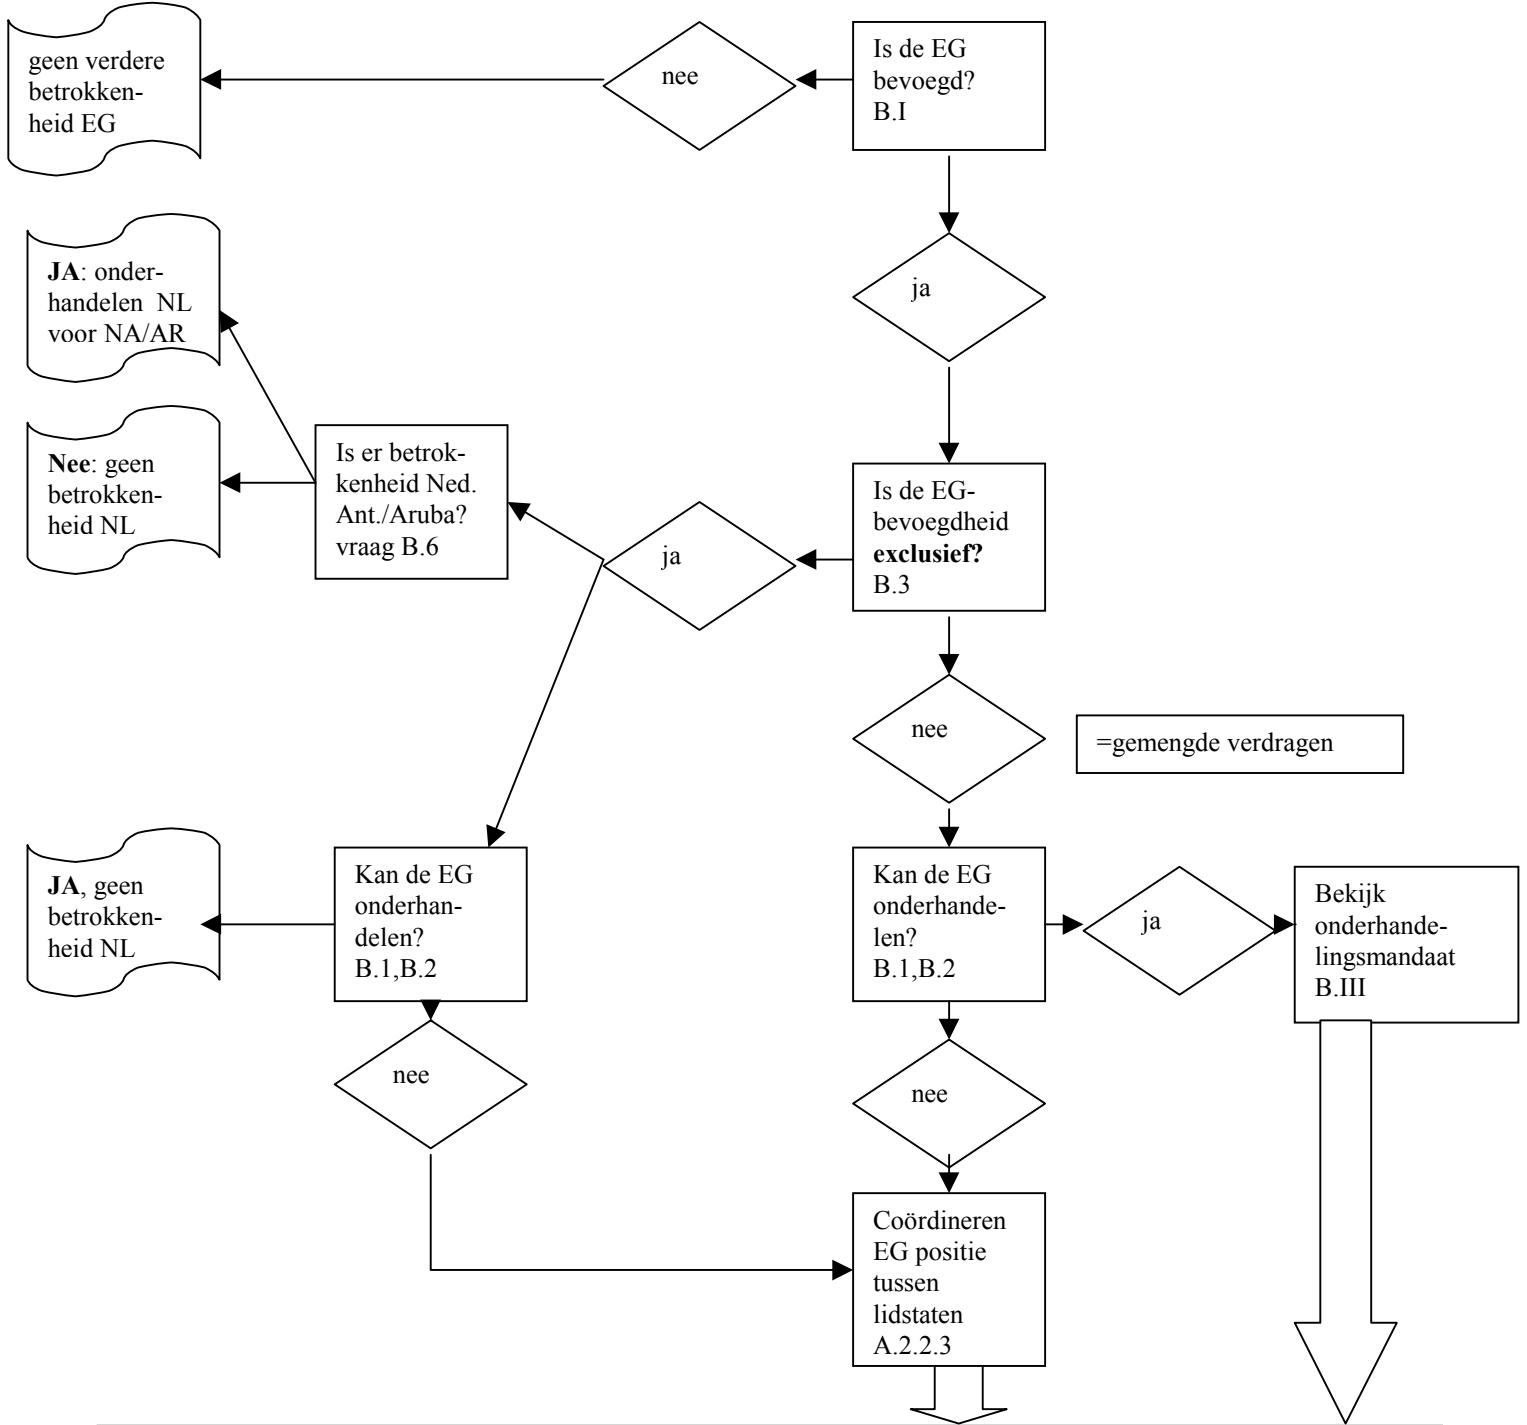 geen verdere
betrokken-
heid EG
nee
Is de EG
bevoegd?
B.I
JA: onder-
handelen NL
voor NA/AR
ja
Nee: geen
betrokken-
heid NL
Is er betrok-
kenheid Ned.
Ant./Aruba?
vraag B.6
ja
Is de EG-
bevoegdheid
exclusief?
B.3
nee
=gemengde verdragen
JA, geen
betrokken-
heid NL
Kan de EG
onderhan-
delen?
B.1,B.2
Kan de EG
onderhande-
len?
B.1,B.2
ja
Bekijk
onderhande-
lingsmandaat
B.III
nee
nee
Coördineren
EG positie
tussen
lidstaten
A.2.2.3